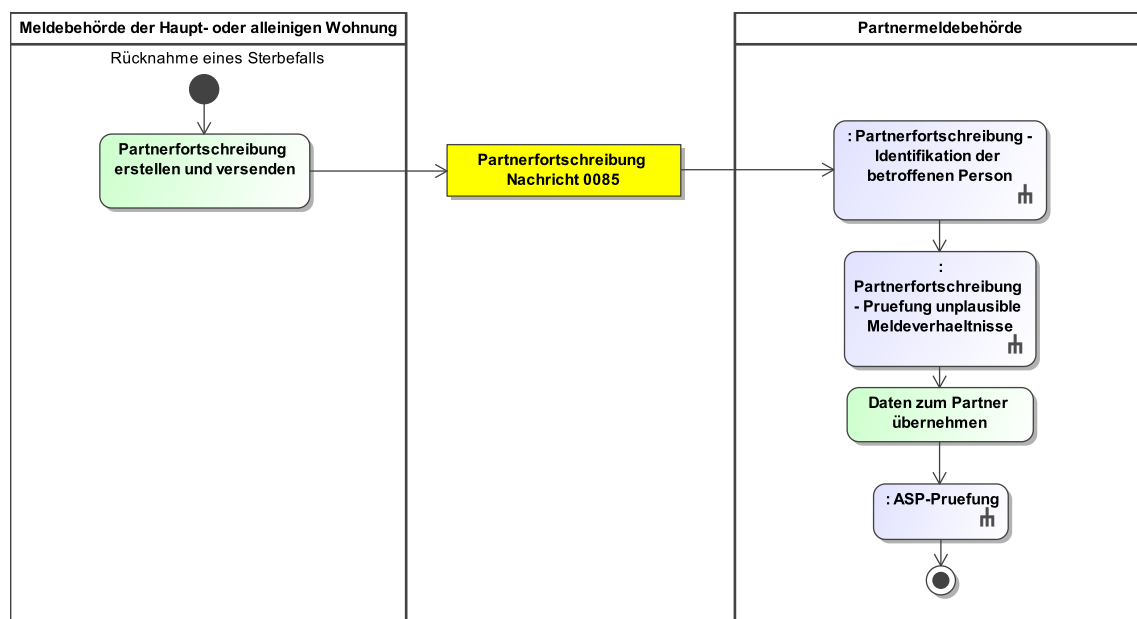 Meldebehörde der Haupt- oder alleinigen Wohnung
Rücknahme eines Sterbefalls
Partnerfortschreibung
erstellen und versenden
Partnerfortschreibung
Nachricht 0085
Partnermeldebehörde
: Partnerfortschreibung -
Identifikation der
betroffenen Person
:
Partnerfortschreibung
- Pruefung unplausible
Meldeverhaeltnisse
Daten zum Partner
übernehmen
: ASP-Pruefung